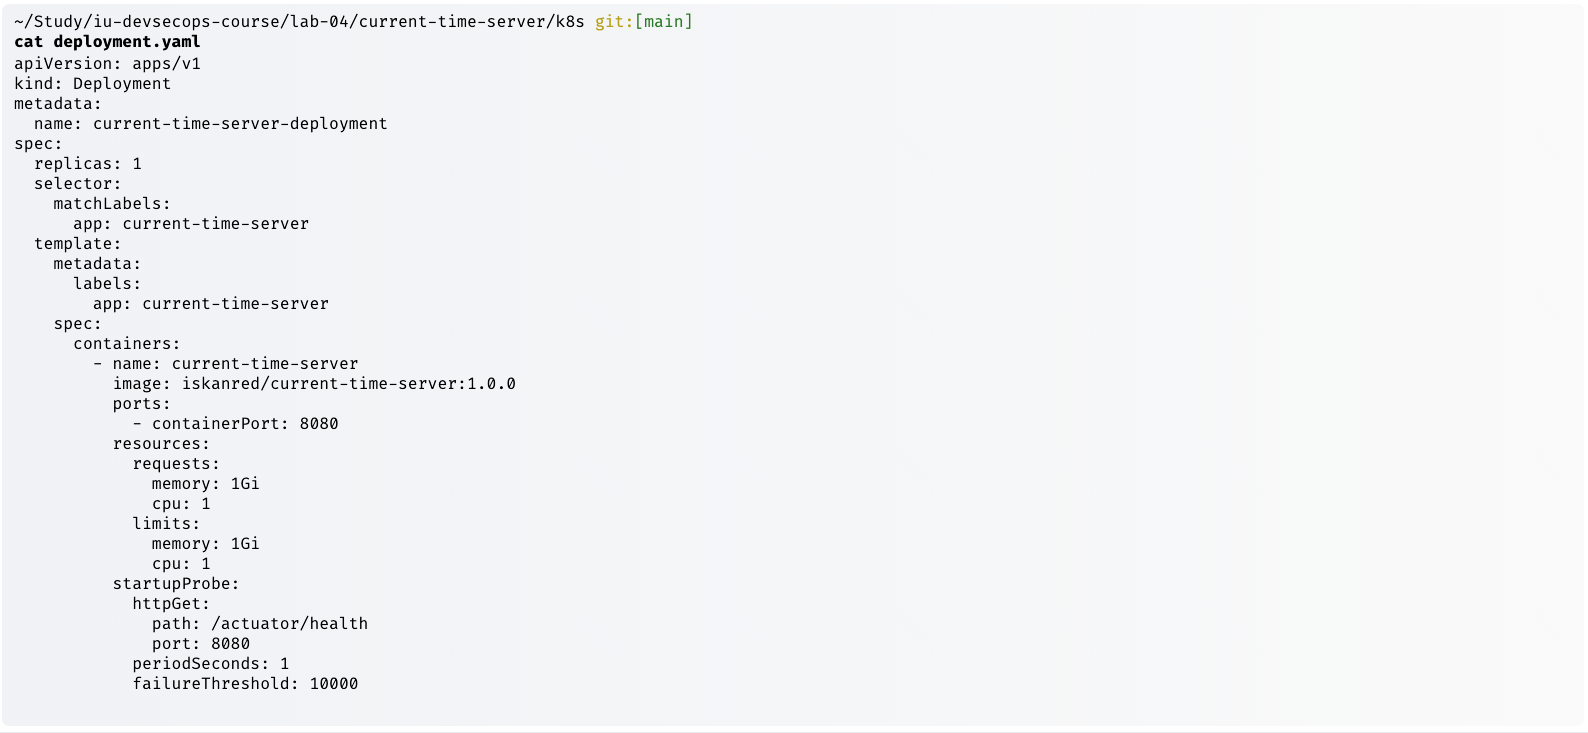 ~/Study/iu-devsecops-course/lab-04/current-time-server/k8s git:[main]
cat deployment.yaml
apiVersion: apps/v1
kind: Deployment
metadata:
  name: current-time-server-deployment
spec:
  replicas: 1
  selector:
    matchLabels:
      app: current-time-server
  template:
    metadata:
      labels:
        app: current-time-server
    spec:
      containers:
        - name: current-time-server
          image: iskanred/current-time-server:1.0.0
          ports:
            - containerPort: 8080
          resources:
            requests:
              memory: 1Gi
              cpu: 1
            limits:
              memory: 1Gi
              cpu: 1
          startupProbe:
            httpGet:
              path: /actuator/health
              port: 8080
            periodSeconds: 1
            failureThreshold: 10000